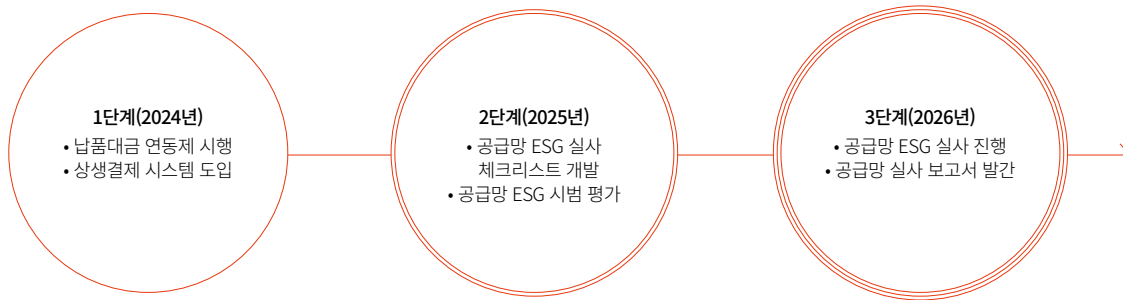 1단계(2024년)
• 납품대금 연동제 시행
• 상생결제 시스템 도입
2단계(2025년)
• 공급망 ESG 실사
체크리스트 개발
• 공급망 ESG 시범 평가
3단계(2026년)
• 공급망 ESG 실사 진행
• 공급망 실사 보고서 발간